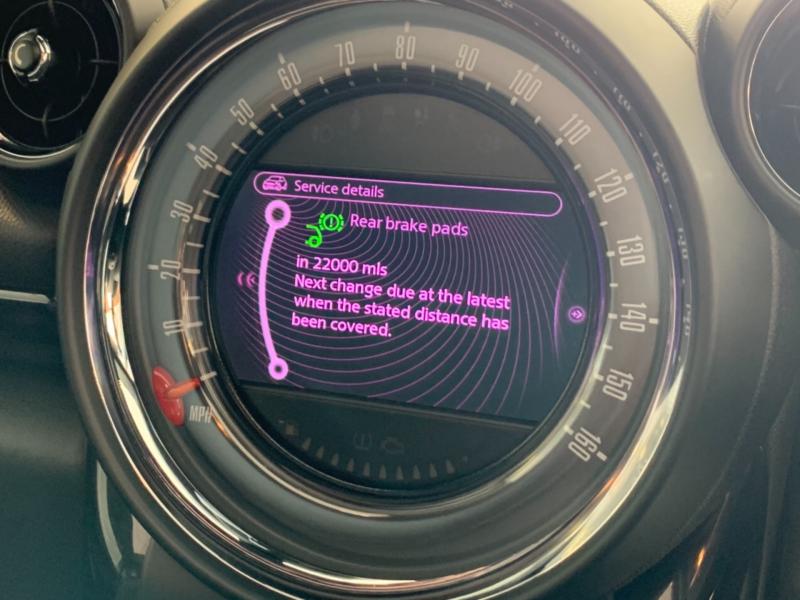 Service details
Rear brake pads
in 22000 mls
Next change due at the latest
when the stated distance has
been covered.
10
20
30
40
50
60
70
80
90
100
110
120
130
140
150
160
MPH